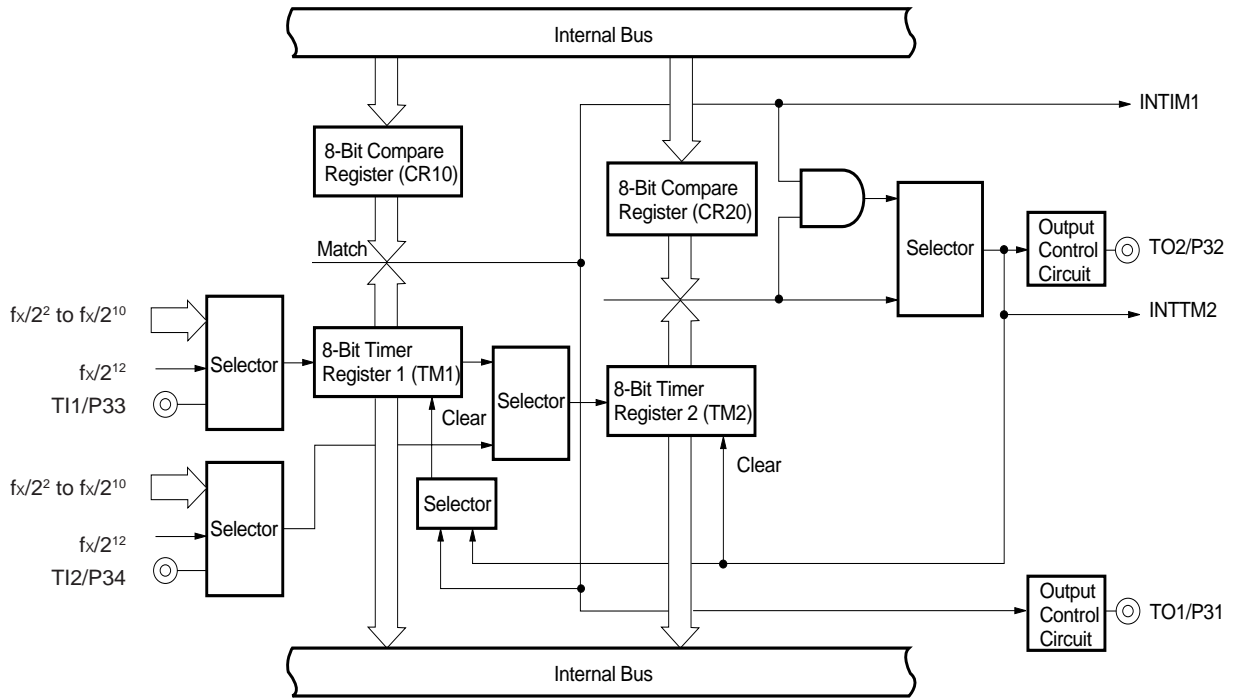 Internal Bus
INTIM1
8-Bit Compare
Register (CR10)
8-Bit Compare
Register (CR20)
Selector
Output
Control
Circuit
TO2/P32
Match
INTTM2
fx/2² to fx/2¹⁰
fx/2¹²
TI1/P33
Selector
8-Bit Timer
Register 1 (TM1)
Selector
8-Bit Timer
Register 2 (TM2)
Clear
Clear
fx/2² to fx/2¹⁰
fx/2¹²
TI2/P34
Selector
Selector
Output
Control
Circuit
TO1/P31
Internal Bus